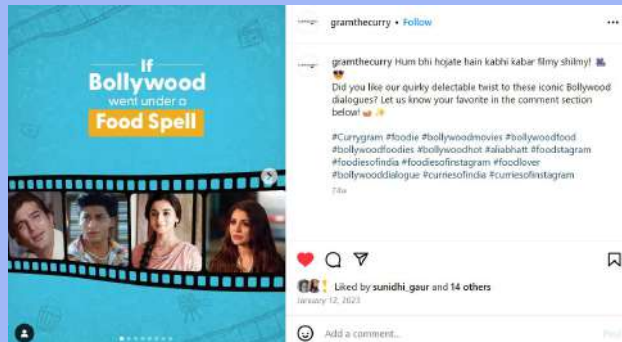 If
Bollywood
went under a
Food Spell
gramthecurry • Follow
gramthecurry Hum bhi hojate hain kabhi kabar filmy shilmy!
Did you like our quirky delectable twist to these iconic Bollywood
dialogues? Let us know your favorite in the comment section
below!
#Currygram #foodie #bollywoodmovies #bollywoodfood
#bollywoodfoodies #bollywoodhot #aliabhatt #foodstagram
#foodiesofindia #foodiesofinstagram #foodlover
#bollywooddialogue #curriesofindia #curriesofinstagram
Liked by sunidhi_gaur and 14 others
January 12, 2023
Add a comment...
Post